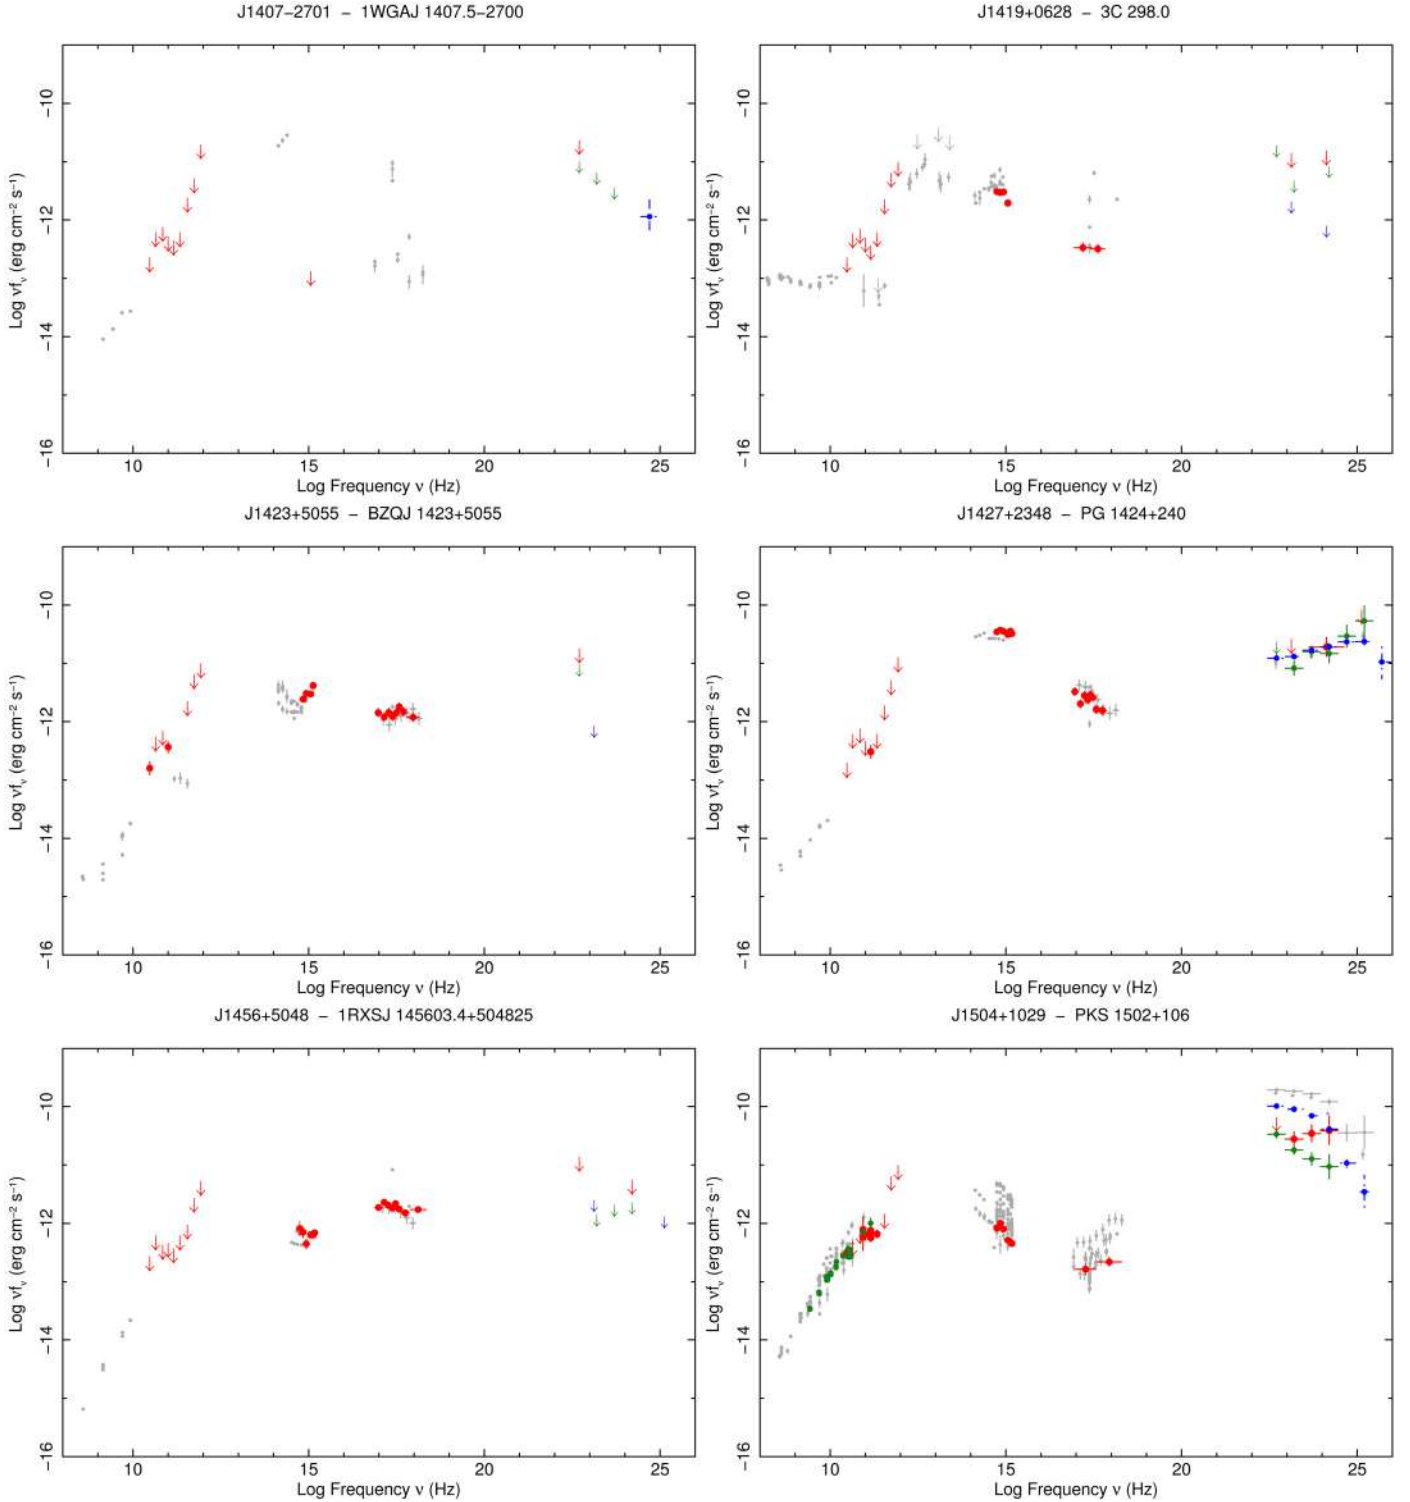 J1407−2701 − 1WGAJ 1407.5−2700
J1419+0628 − 3C 298.0
−10
−12
−14
−16
Log νfᵥ (erg cm⁻² s⁻¹)
10 15 20 25
Log Frequency ν (Hz)
−10
−12
−14
−16
Log νfᵥ (erg cm⁻² s⁻¹)
10 15 20 25
Log Frequency ν (Hz)
J1423+5055 − BZQJ 1423+5055
J1427+2348 − PG 1424+240
−10
−12
−14
−16
Log νfᵥ (erg cm⁻² s⁻¹)
10 15 20 25
Log Frequency ν (Hz)
−10
−12
−14
−16
Log νfᵥ (erg cm⁻² s⁻¹)
10 15 20 25
Log Frequency ν (Hz)
J1456+5048 − 1RXSJ 145603.4+504825
J1504+1029 − PKS 1502+106
−10
−12
−14
−16
Log νfᵥ (erg cm⁻² s⁻¹)
10 15 20 25
Log Frequency ν (Hz)
−10
−12
−14
−16
Log νfᵥ (erg cm⁻² s⁻¹)
10 15 20 25
Log Frequency ν (Hz)